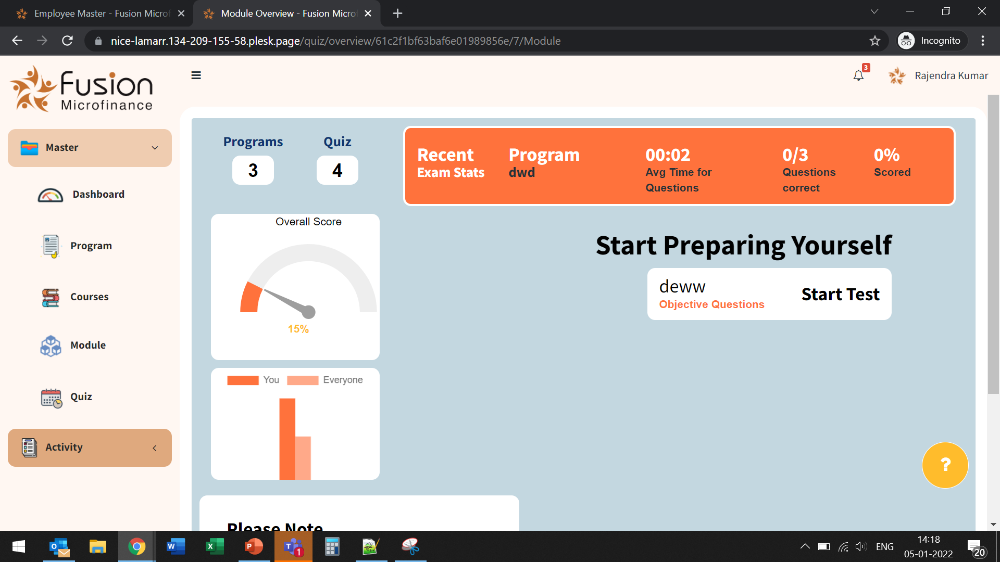 Employee Master - Fusion Microf
Module Overview - Fusion Micro
nice-lamarr.134-209-155-58.plesk.page/quiz/overview/61c2f1bf63baf6e01989856e/7/Module
Incognito
Fusion
Microfinance
3
Rajendra Kumar
Master
Dashboard
Program
Courses
Module
Quiz
Activity
Programs
3
Quiz
4
Recent
Exam Stats
Program
dwd
00:02
Avg Time for
Questions
0/3
Questions
correct
0%
Scored
Overall Score
15%
You
Everyone
Start Preparing Yourself
deww
Objective Questions
Start Test
?
Please Note
1
ENG
14:18
05-01-2022
20